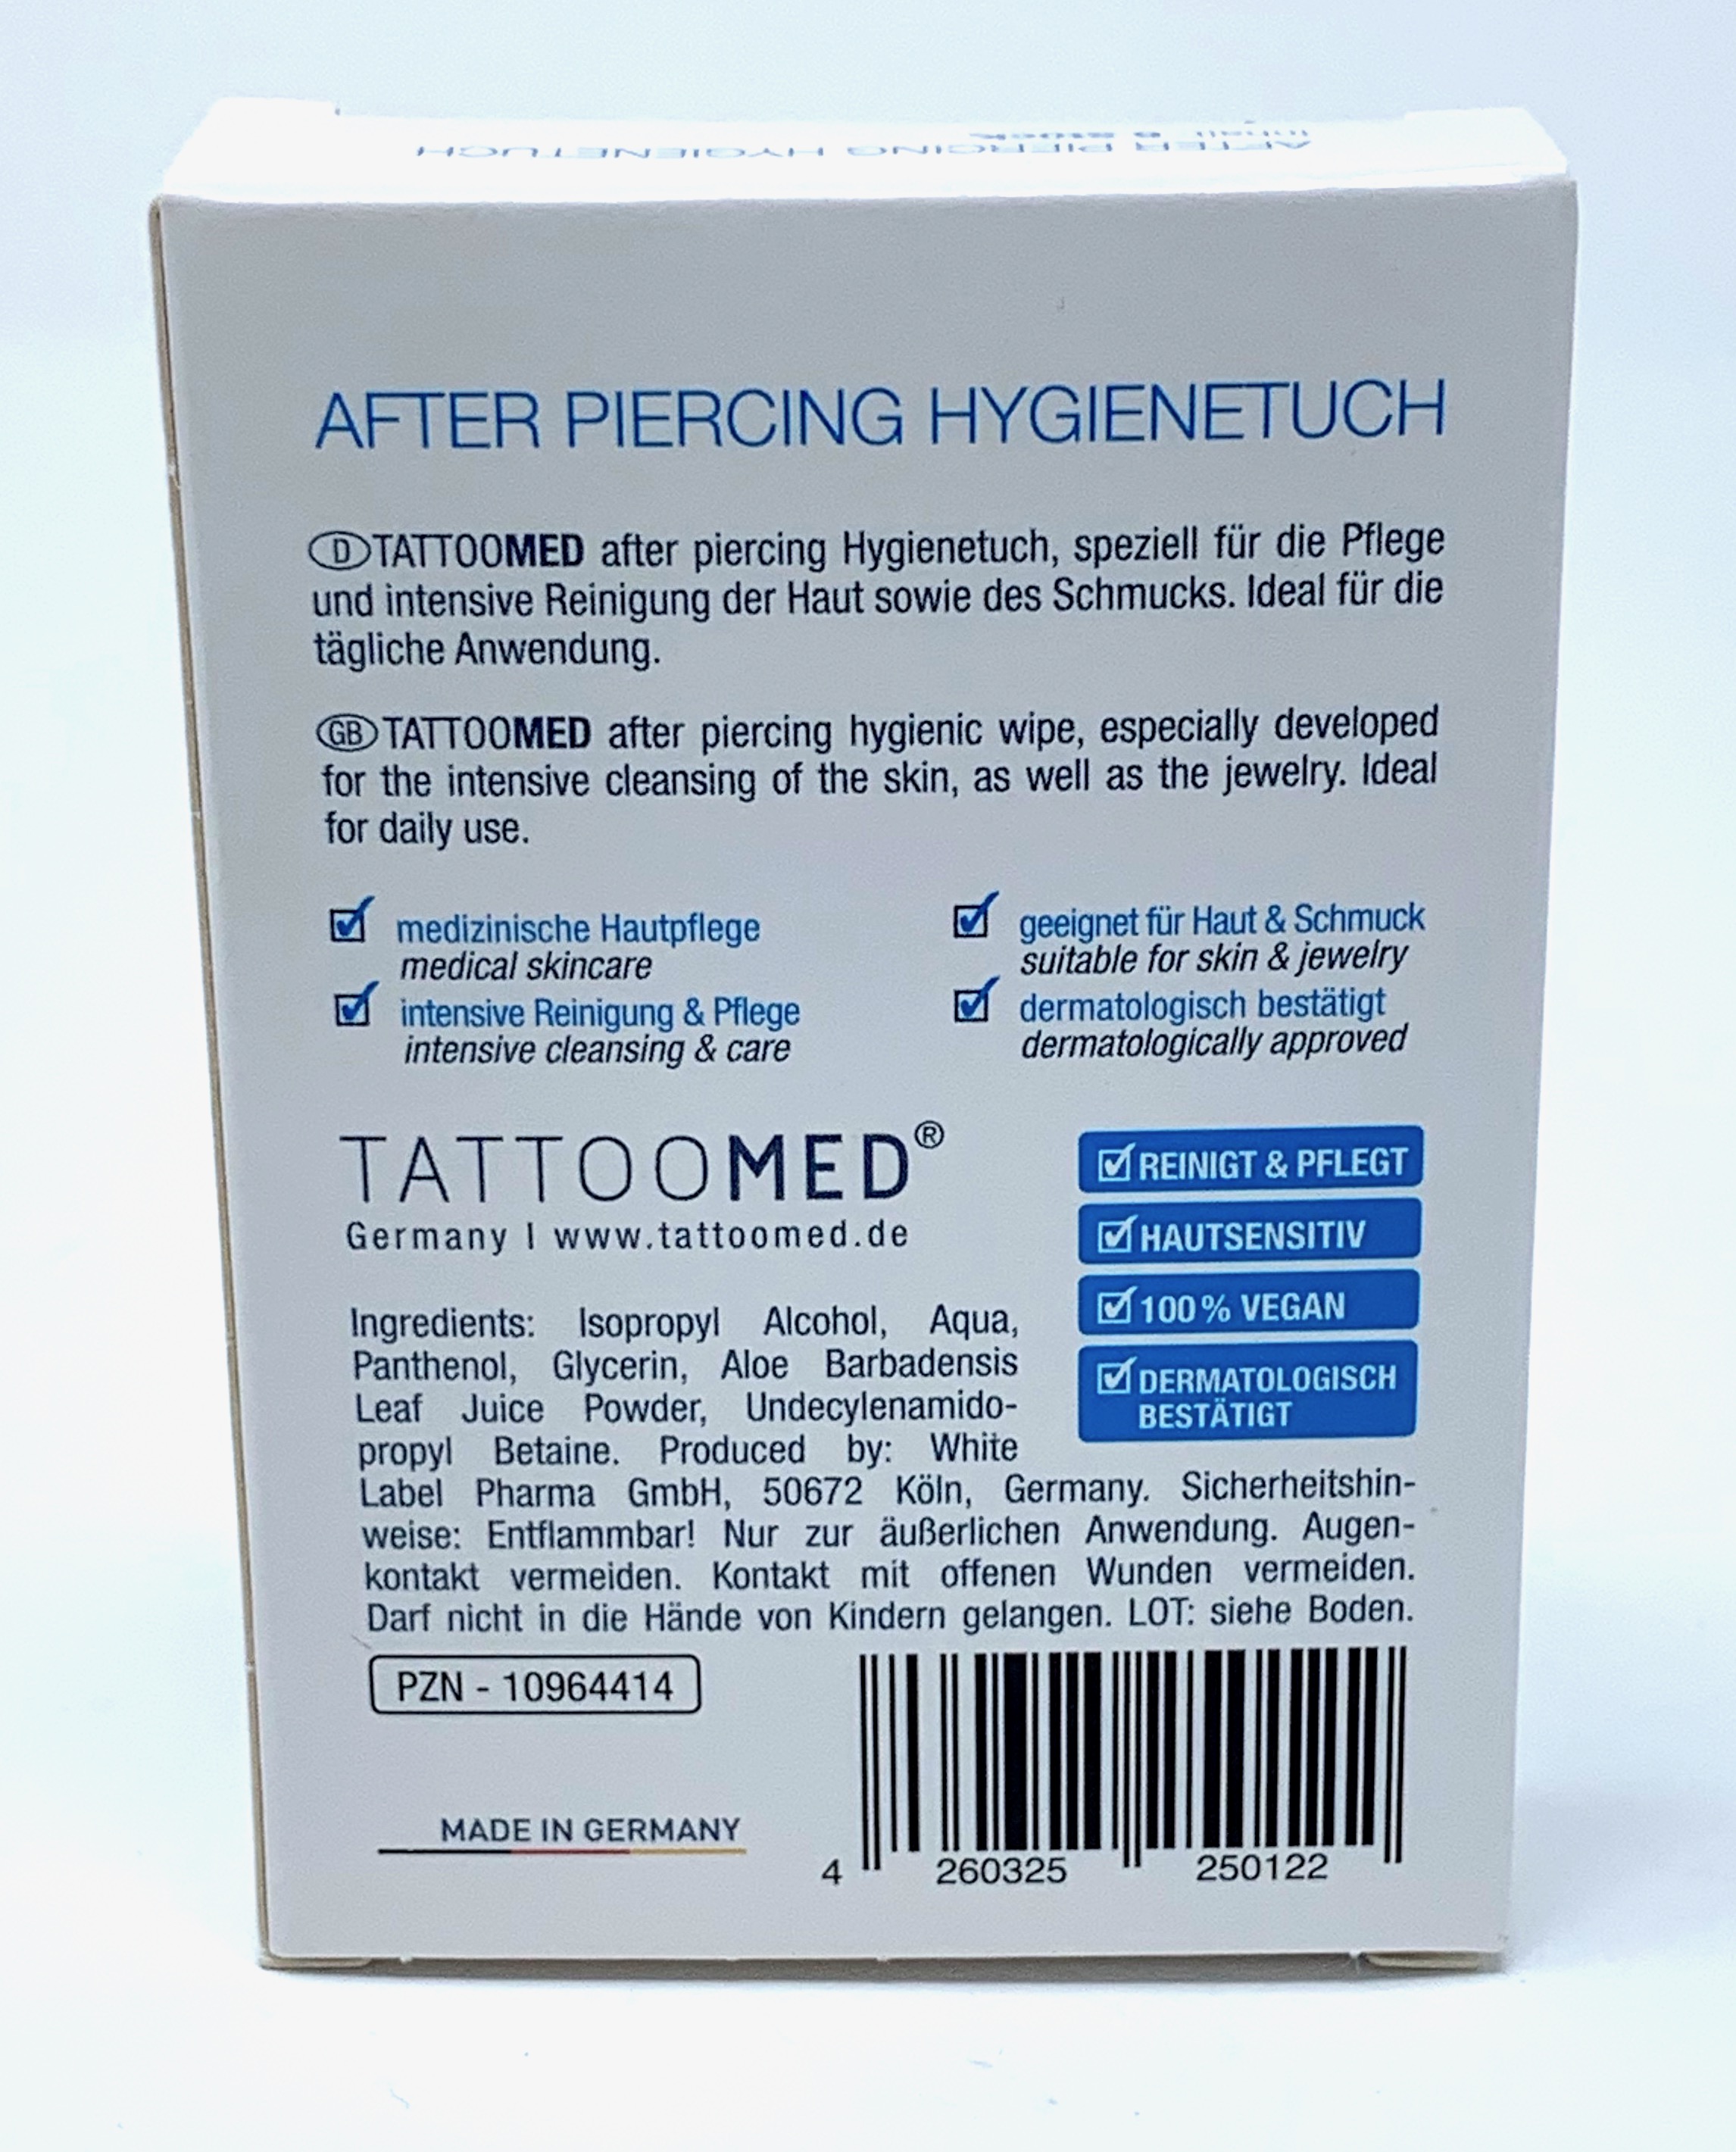 AFTER PIERCING HYGIENETUCH
Inhalt: 5 Stück
AFTER PIERCING HYGIENETUCH
D TATTOOMED after piercing Hygienetuch, speziell für die Pflege
und intensive Reinigung der Haut sowie des Schmucks. Ideal für die
tägliche Anwendung.
GB TATTOOMED after piercing hygienic wipe, especially developed
for the intensive cleansing of the skin, as well as the jewelry. Ideal
for daily use.
medizinische Hautpflege
medical skincare
intensive Reinigung & Pflege
intensive cleansing & care
geeignet für Haut & Schmuck
suitable for skin & jewelry
dermatologisch bestätigt
dermatologically approved
TATTOOMED®
Germany I www.tattoomed.de
REINIGT & PFLEGT
HAUTSENSITIV
100% VEGAN
DERMATOLOGISCH
BESTÄTIGT
Ingredients: Isopropyl Alcohol, Aqua,
Panthenol, Glycerin, Aloe Barbadensis
Leaf Juice Powder, Undecylenamido-
propyl Betaine. Produced by: White
Label Pharma GmbH, 50672 Köln, Germany. Sicherheitshin-
weise: Entflammbar! Nur zur äußerlichen Anwendung. Augen-
kontakt vermeiden. Kontakt mit offenen Wunden vermeiden.
Darf nicht in die Hände von Kindern gelangen. LOT: siehe Boden.
PZN - 10964414
MADE IN GERMANY
4 260325 250122